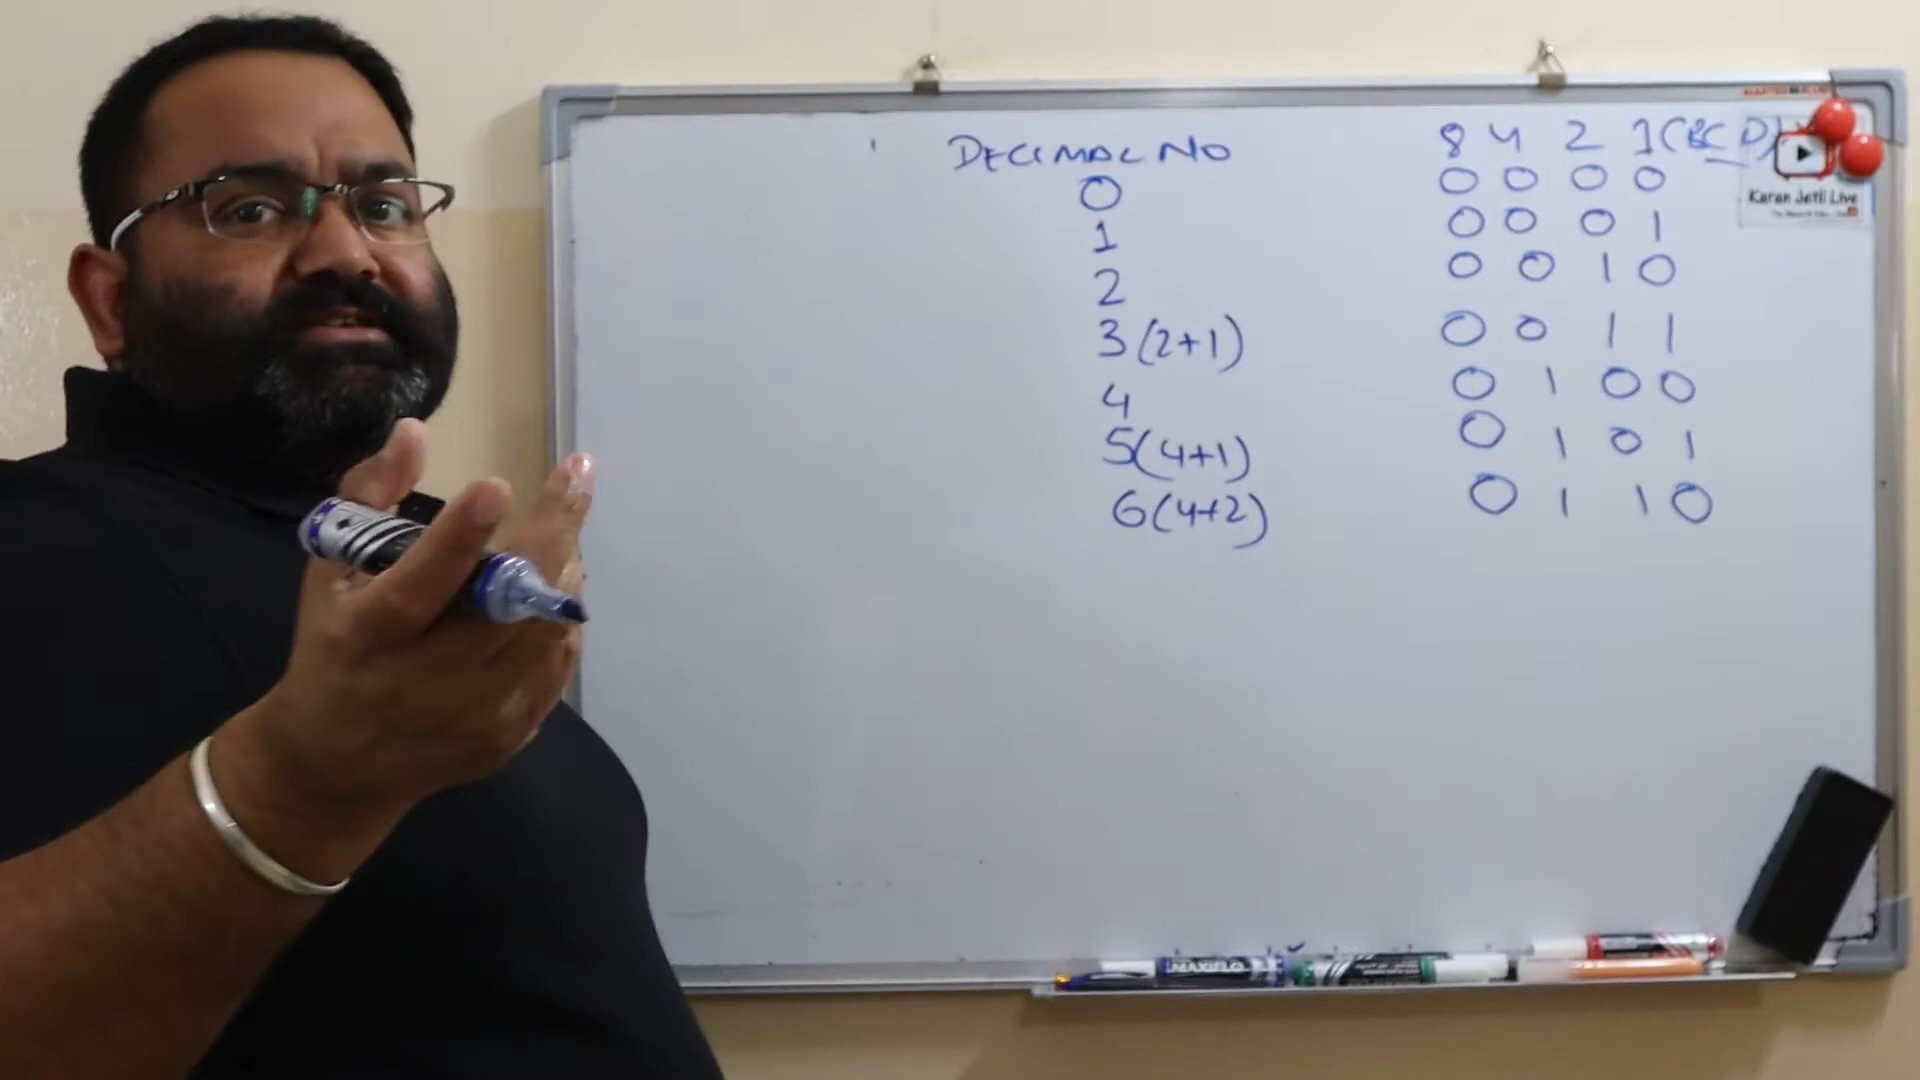 DECIMAL NO 8 4 2 1 (BCD)
0 0 0 0 0
1 0 0 0 1
2 0 0 1 0
3 (2+1) 0 0 1 1
4 0 1 0 0
5 (4+1) 0 1 0 1
6 (4+2) 0 1 1 0
Karan Jetli Live